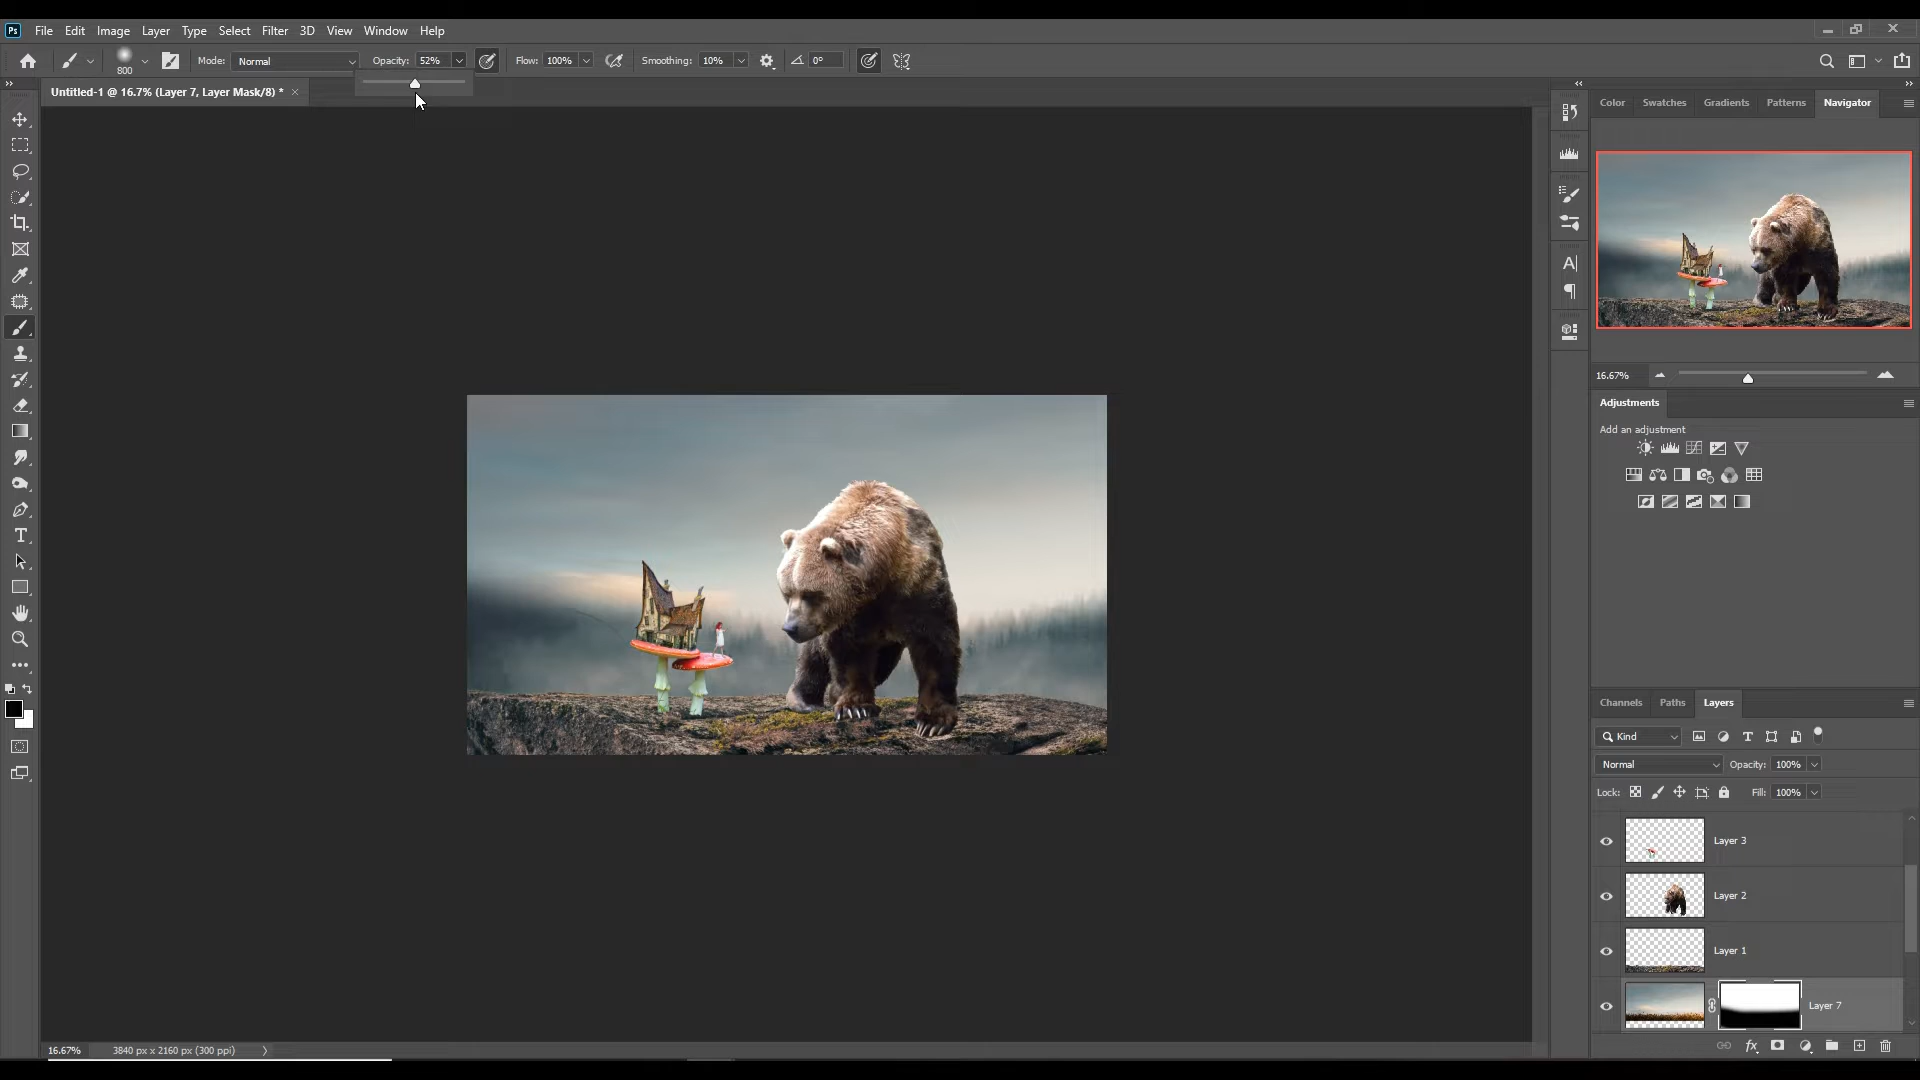 Ps File Edit Image Layer Type Select Filter 3D View Window Help
800 Mode: Normal Opacity: 52% Flow: 100% Smoothing: 10% 0°
Untitled-1 @ 16.7% (Layer 7, Layer Mask/8) *
Color Swatches Gradients Patterns Navigator
16.67%
Adjustments
Add an adjustment
Channels Paths Layers
Kind
Normal Opacity: 100%
Lock: Fill: 100%
Layer 3
Layer 2
Layer 1
Layer 7
16.67% 3840 px x 2160 px (300 ppi)